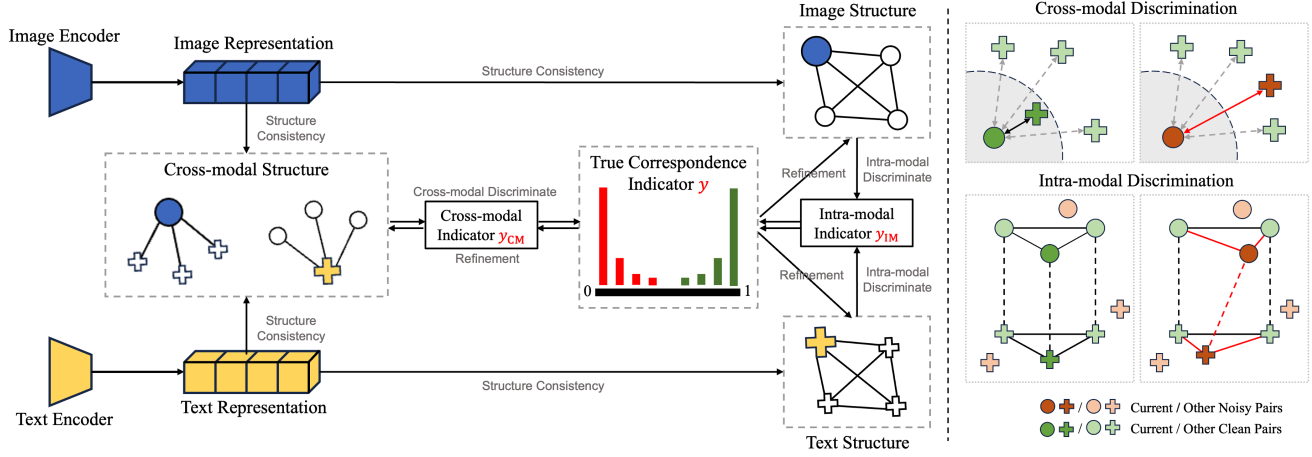 Image Encoder
Image Representation
Structure Consistency
Image Structure
Structure
Consistency
Cross-modal Structure
Cross-modal Discriminate
Cross-modal
Indicator y_CM
Refinement
True Correspondence
Indicator y
0
1
Refinement
Intra-modal
Discriminate
Intra-modal
Indicator y_IM
Refinement
Intra-modal
Discriminate
Structure
Consistency
Text Encoder
Text Representation
Structure Consistency
Text Structure
Cross-modal Discrimination
Intra-modal Discrimination
/ Current / Other Noisy Pairs
/ Current / Other Clean Pairs